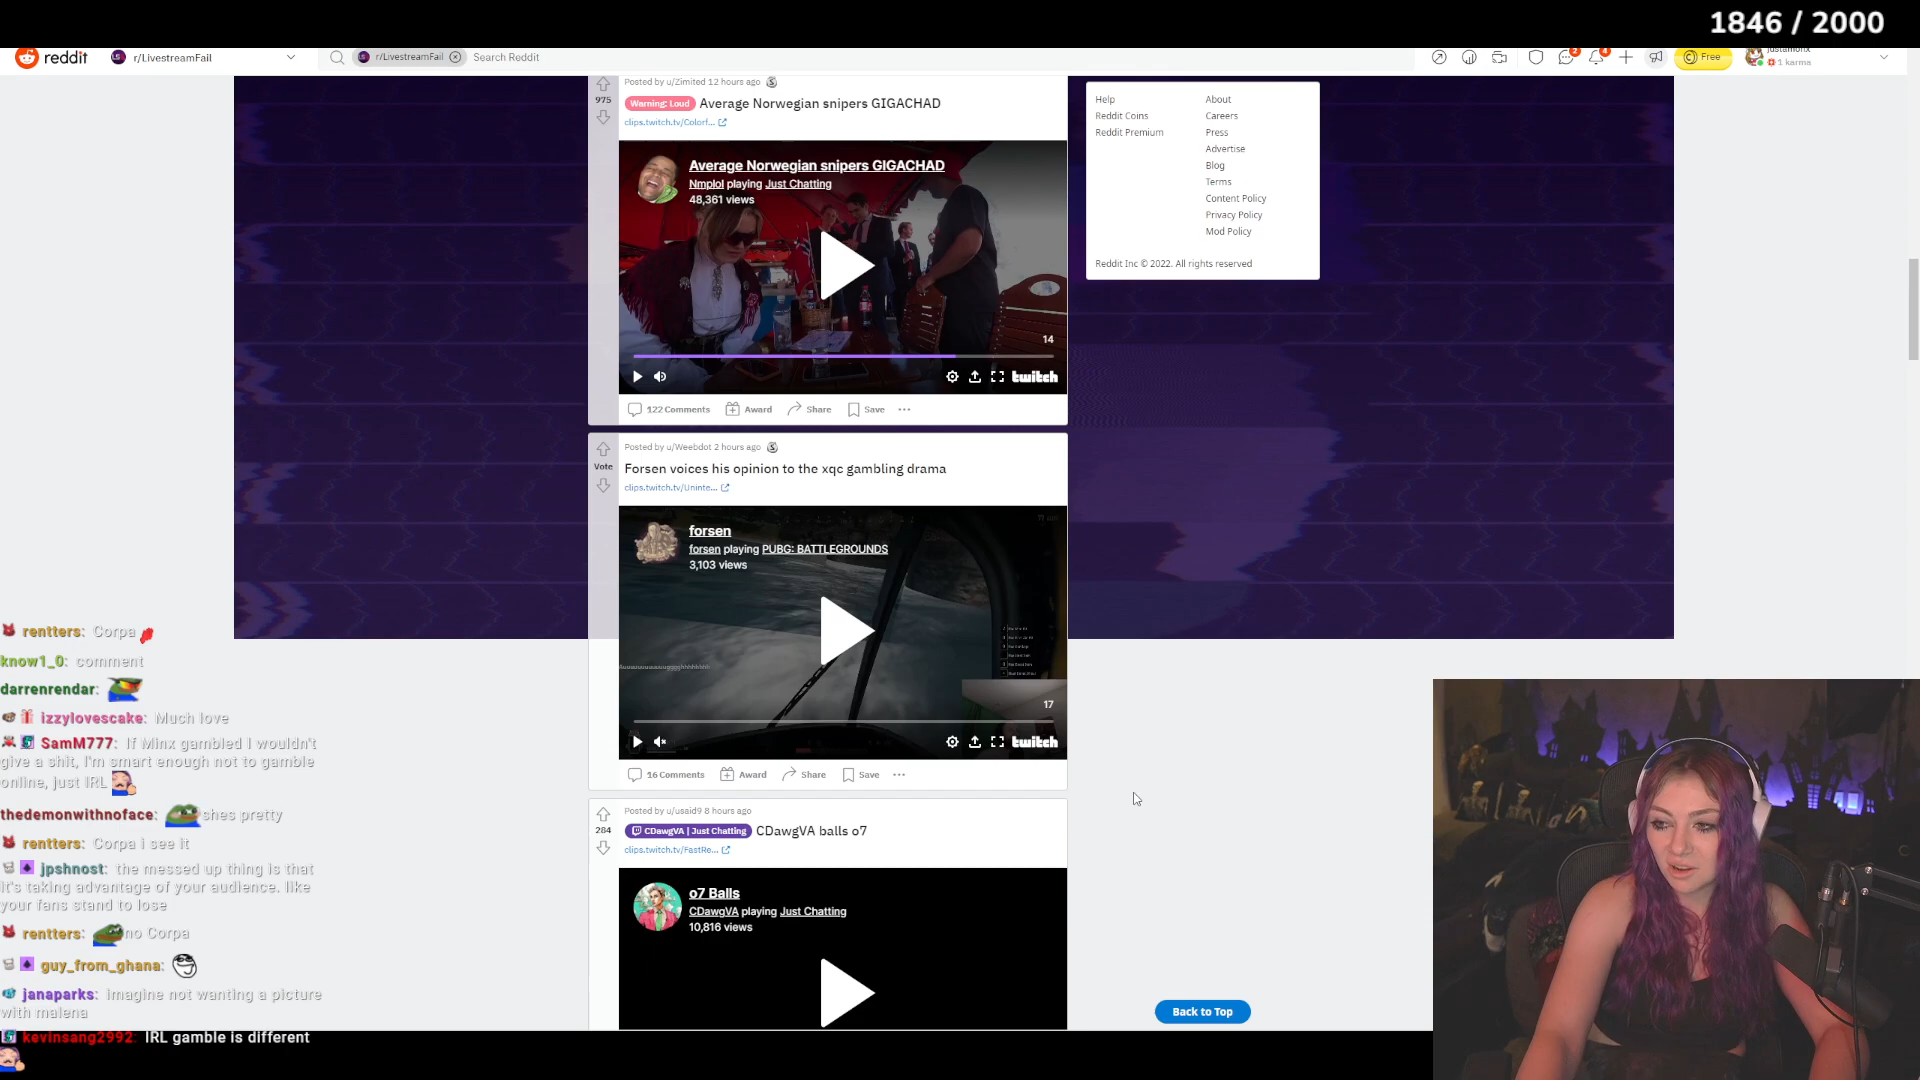 1846 / 2000
reddit
r/LivestreamFail
r/LivestreamFail
Search Reddit
Free
justaminx
1 karma
Posted by u/Zimited 12 hours ago
975
Warning: Loud Average Norwegian snipers GIGACHAD
clips.twitch.tv/Colorf...
Average Norwegian snipers GIGACHAD
Nmplol playing Just Chatting
48,361 views
14
twitch
122 Comments Award Share Save
Help
About
Reddit Coins
Careers
Reddit Premium
Press
Advertise
Blog
Terms
Content Policy
Privacy Policy
Mod Policy
Reddit Inc © 2022. All rights reserved
Posted by u/Weebdot 2 hours ago
Vote
Forsen voices his opinion to the xqc gambling drama
clips.twitch.tv/Uninte...
forsen
forsen playing PUBG: BATTLEGROUNDS
3,103 views
17
twitch
16 Comments Award Share Save
Posted by u/usaid9 8 hours ago
284
CDawgVA | Just Chatting CDawgVA balls o7
clips.twitch.tv/FastRe...
o7 Balls
CDawgVA playing Just Chatting
10,816 views
Back to Top
rentters: Corpa
know1_0: comment
darrenrendar:
izzylovescake: Much love
SamM777: If Minx gambled I wouldn't
give a shit, I'm smart enough not to gamble
online, just IRL
thedemonwithnoface: shes pretty
rentters: Corpa i see it
jpshnost: the messed up thing is that
it's taking advantage of your audience. like
your fans stand to lose
rentters: no Corpa
guy_from_ghana:
janaparks: imagine not wanting a picture
with malena
kevinsang2992: IRL gamble is different